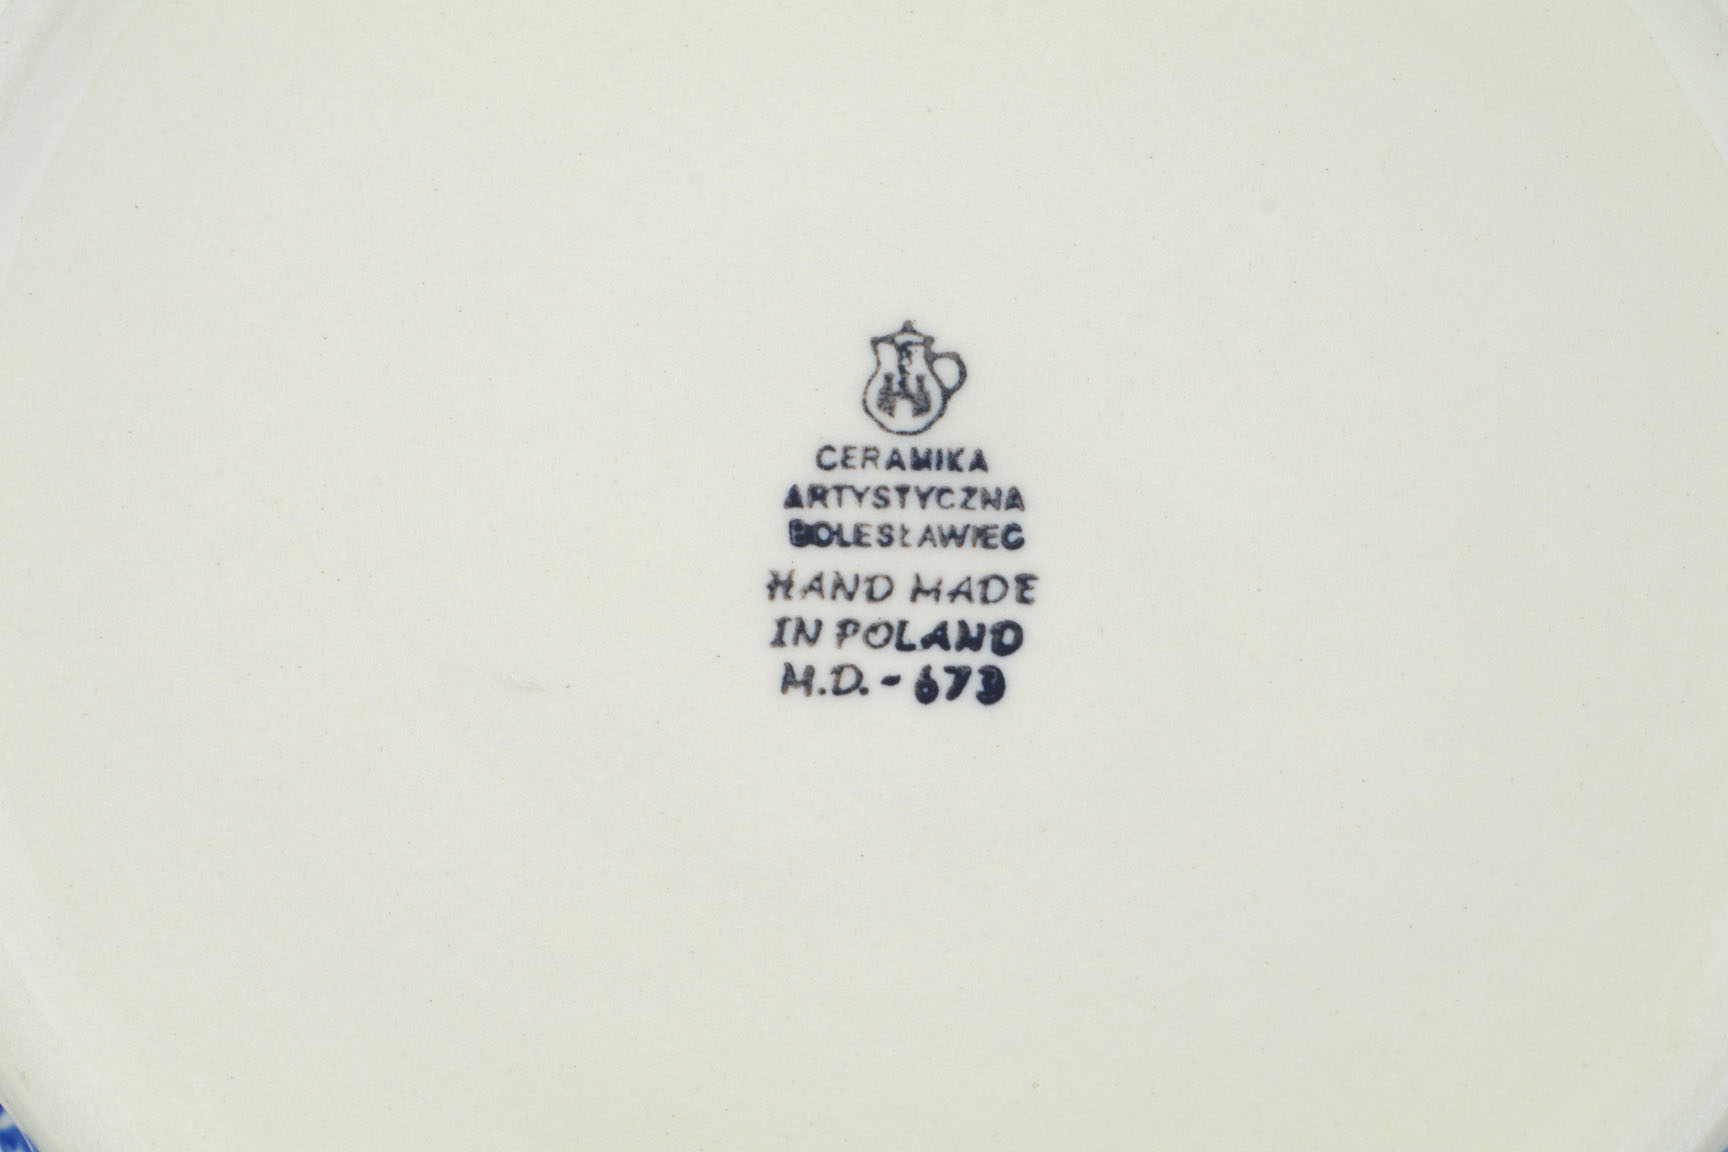 CERAMIKA
ARTYSTYCZNA
BOLESŁAWIEC
HAND MADE
IN POLAND
M.D. - 673